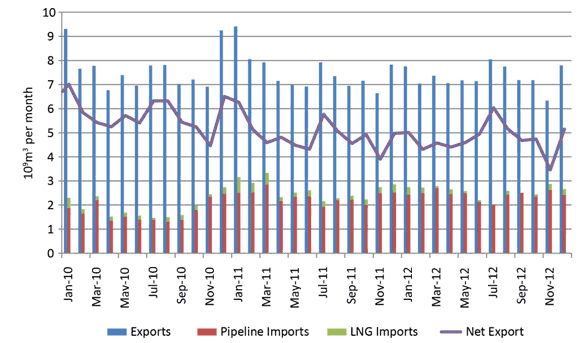 10
9
8
7
6
5
4
3
2
1
0
10⁹m³ per month
Jan-10
Mar-10
May-10
Jul-10
Sep-10
Nov-10
Jan-11
Mar-11
May-11
Jul-11
Sep-11
Nov-11
Jan-12
Mar-12
May-12
Jul-12
Sep-12
Nov-12
Exports
Pipeline Imports
LNG Imports
Net Export